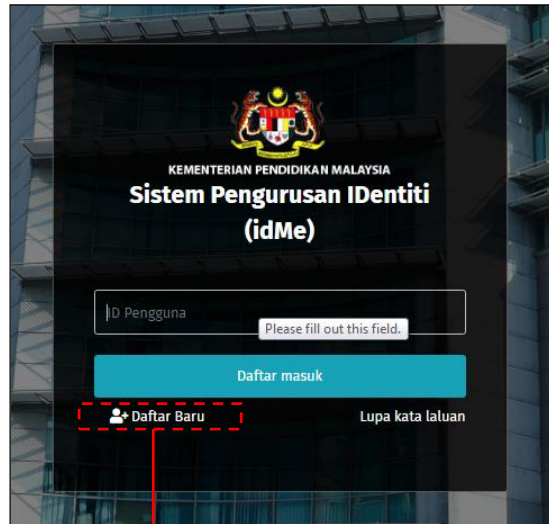 KEMENTERIAN PENDIDIKAN MALAYSIA
Sistem Pengurusan IDentiti
(idMe)
ID Pengguna
Please fill out this field.
Daftar masuk
Daftar Baru Lupa kata laluan